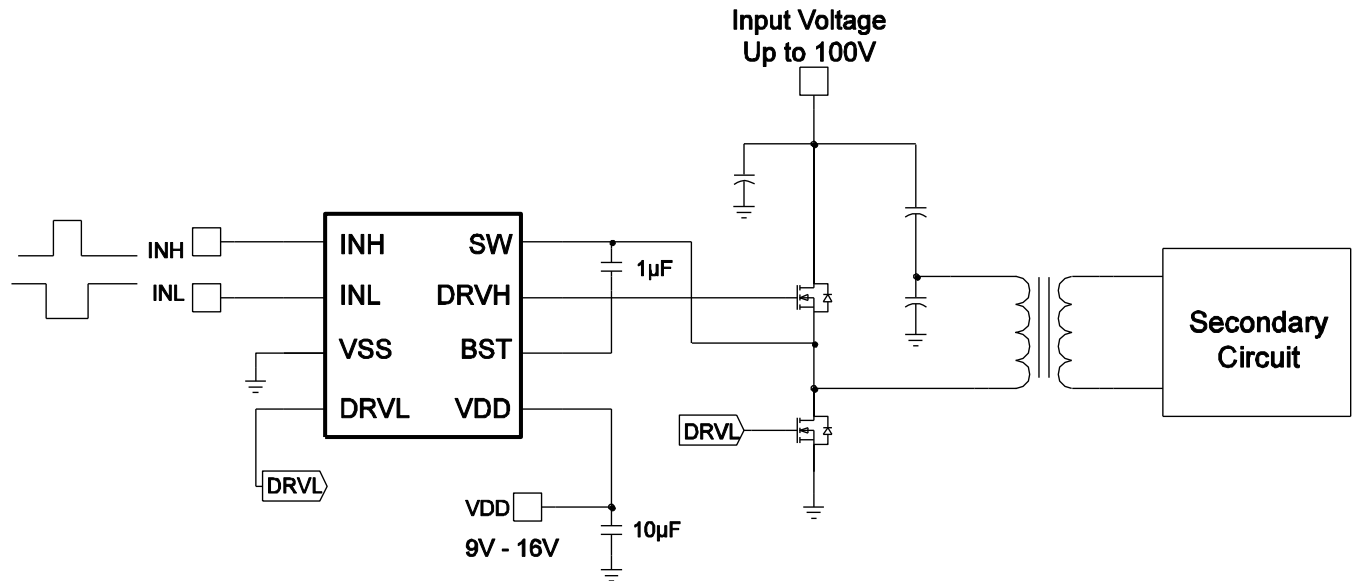 Input Voltage
Up to 100V
INH
INL
INH
INL
VSS
DRVL
SW
DRVH
BST
VDD
1µF
DRVL
DRVL
VDD
9V - 16V
10µF
Secondary
Circuit